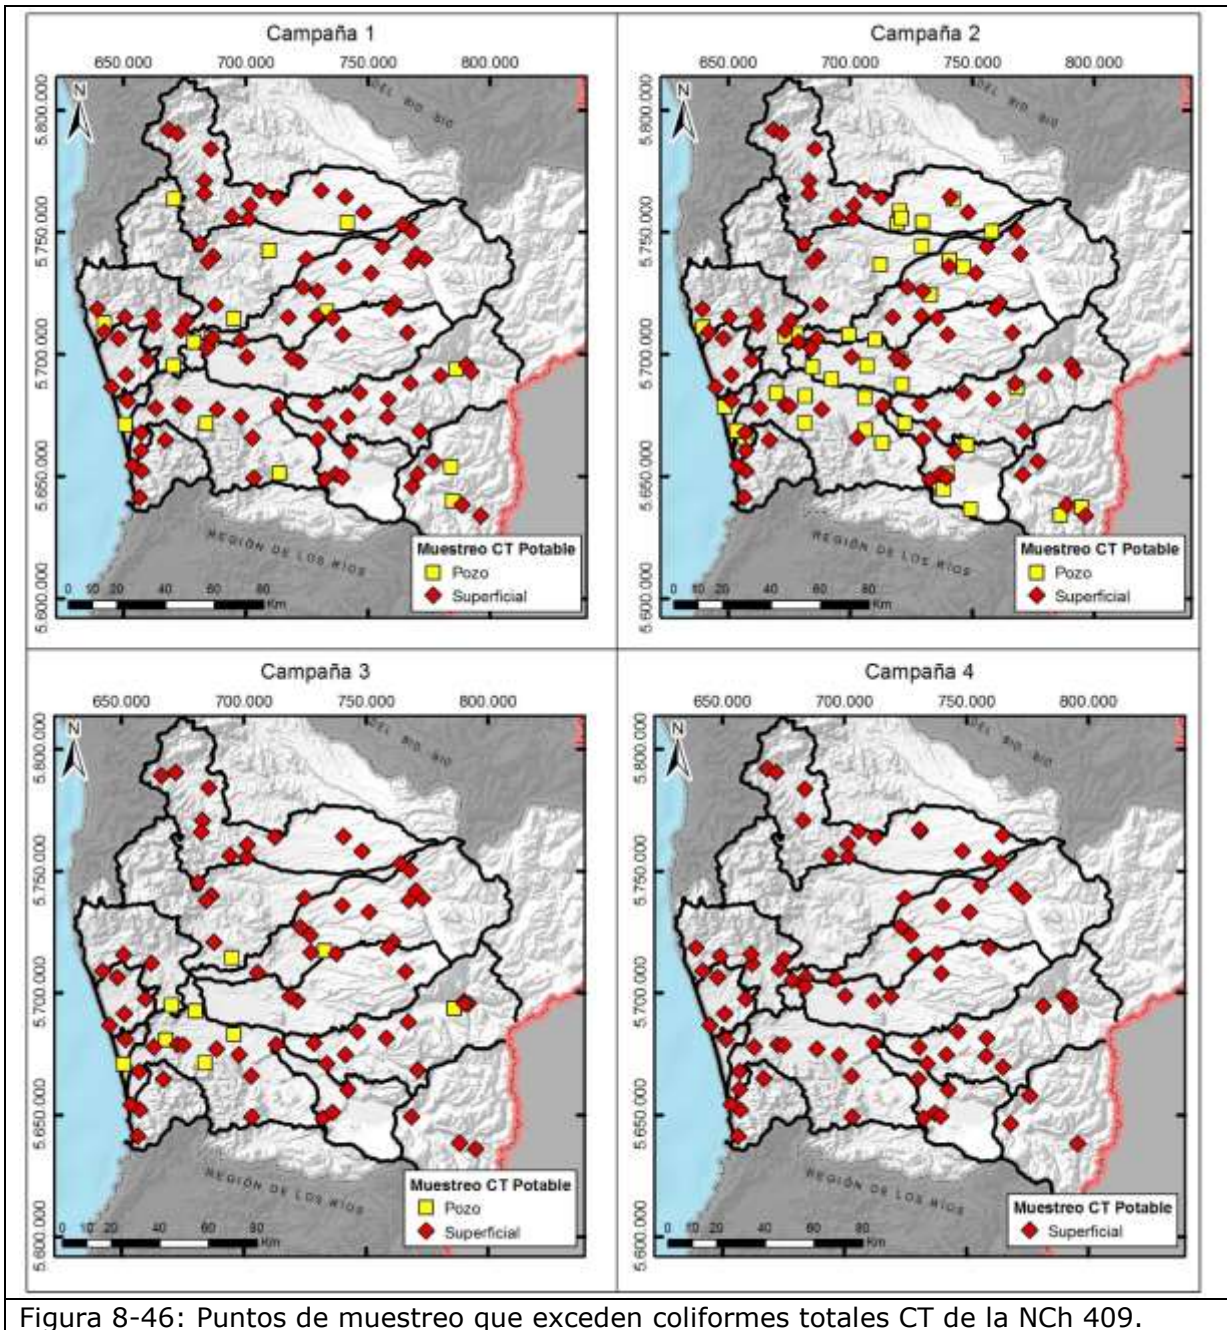 Campaña 1
650.000 700.000 750.000 800.000
5.800.000
5.750.000
5.700.000
5.650.000
5.600.000
N
DEL BIO BIO
REGIÓN DE LOS RÍOS
0 10 20 40 60 80
Km
Muestreo CT Potable
Pozo
Superficial
Campaña 2
650.000 700.000 750.000 800.000
5.800.000
5.750.000
5.700.000
5.650.000
5.600.000
N
DEL BIO BIO
REGIÓN DE LOS RÍOS
0 10 20 40 60 80
Km
Muestreo CT Potable
Pozo
Superficial
Campaña 3
650.000 700.000 750.000 800.000
5.800.000
5.750.000
5.700.000
5.650.000
5.600.000
N
DEL BIO BIO
REGIÓN DE LOS RÍOS
0 10 20 40 60 80
Km
Muestreo CT Potable
Pozo
Superficial
Campaña 4
650.000 700.000 750.000 800.000
5.800.000
5.750.000
5.700.000
5.650.000
5.600.000
N
DEL BIO BIO
REGIÓN DE LOS RÍOS
0 10 20 40 60 80
Km
Muestreo CT Potable
Superficial
Figura 8-46: Puntos de muestreo que exceden coliformes totales CT de la NCh 409.